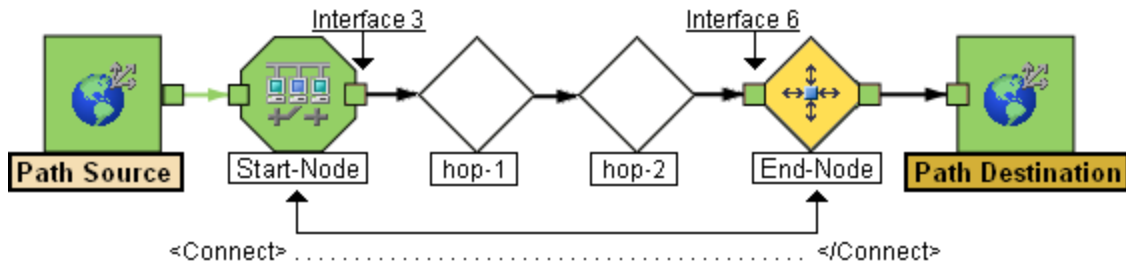 Interface 3
Interface 6
Path Source
Start-Node
hop-1
hop-2
End-Node
Path Destination
<Connect> . . . . . . . . . . . . . . . . . . . . . . . . . . . . . . . . . . . . . . . . . . </Connect>